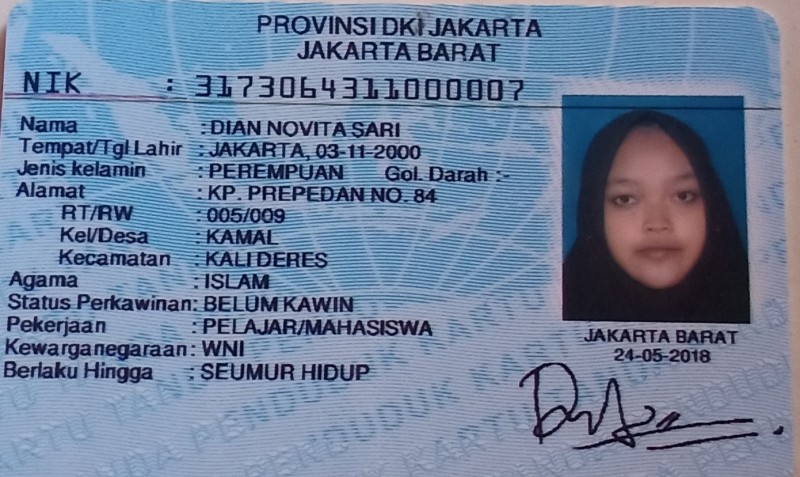 PROVINSI DKI JAKARTA
JAKARTA BARAT
NIK : 3173064311000007
Nama : DIAN NOVITA SARI
Tempat/Tgl Lahir : JAKARTA, 03-11-2000
Jenis kelamin : PEREMPUAN Gol. Darah :-
Alamat : KP. PREPEDAN NO. 84
RT/RW : 005/009
Kel/Desa : KAMAL
Kecamatan : KALI DERES
Agama : ISLAM
Status Perkawinan: BELUM KAWIN
Pekerjaan : PELAJAR/MAHASISWA
Kewarganegaraan: WNI
Berlaku Hingga : SEUMUR HIDUP
JAKARTA BARAT
24-05-2018